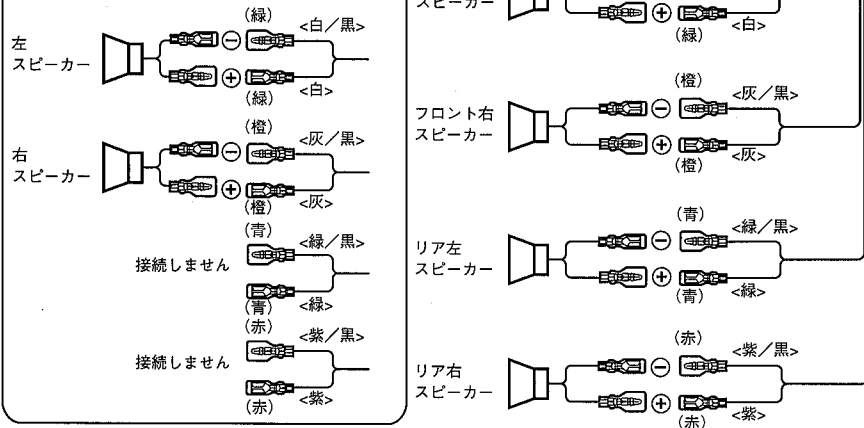 (緑)
<白／黒>
左
スピーカー
⊖
⊕
(緑)
<白>
(橙)
<灰／黒>
右
スピーカー
⊖
⊕
(橙)
<灰>
(青)
<緑／黒>
接続しません
(青)
<緑>
(赤)
<紫／黒>
接続しません
(赤)
<紫>
スピーカー
⊕
(緑)
<白>
(橙)
<灰／黒>
フロント右
スピーカー
⊖
⊕
(橙)
<灰>
(青)
<緑／黒>
リア左
スピーカー
⊖
⊕
(青)
<緑>
(赤)
<紫／黒>
リア右
スピーカー
⊖
⊕
(赤)
<紫>